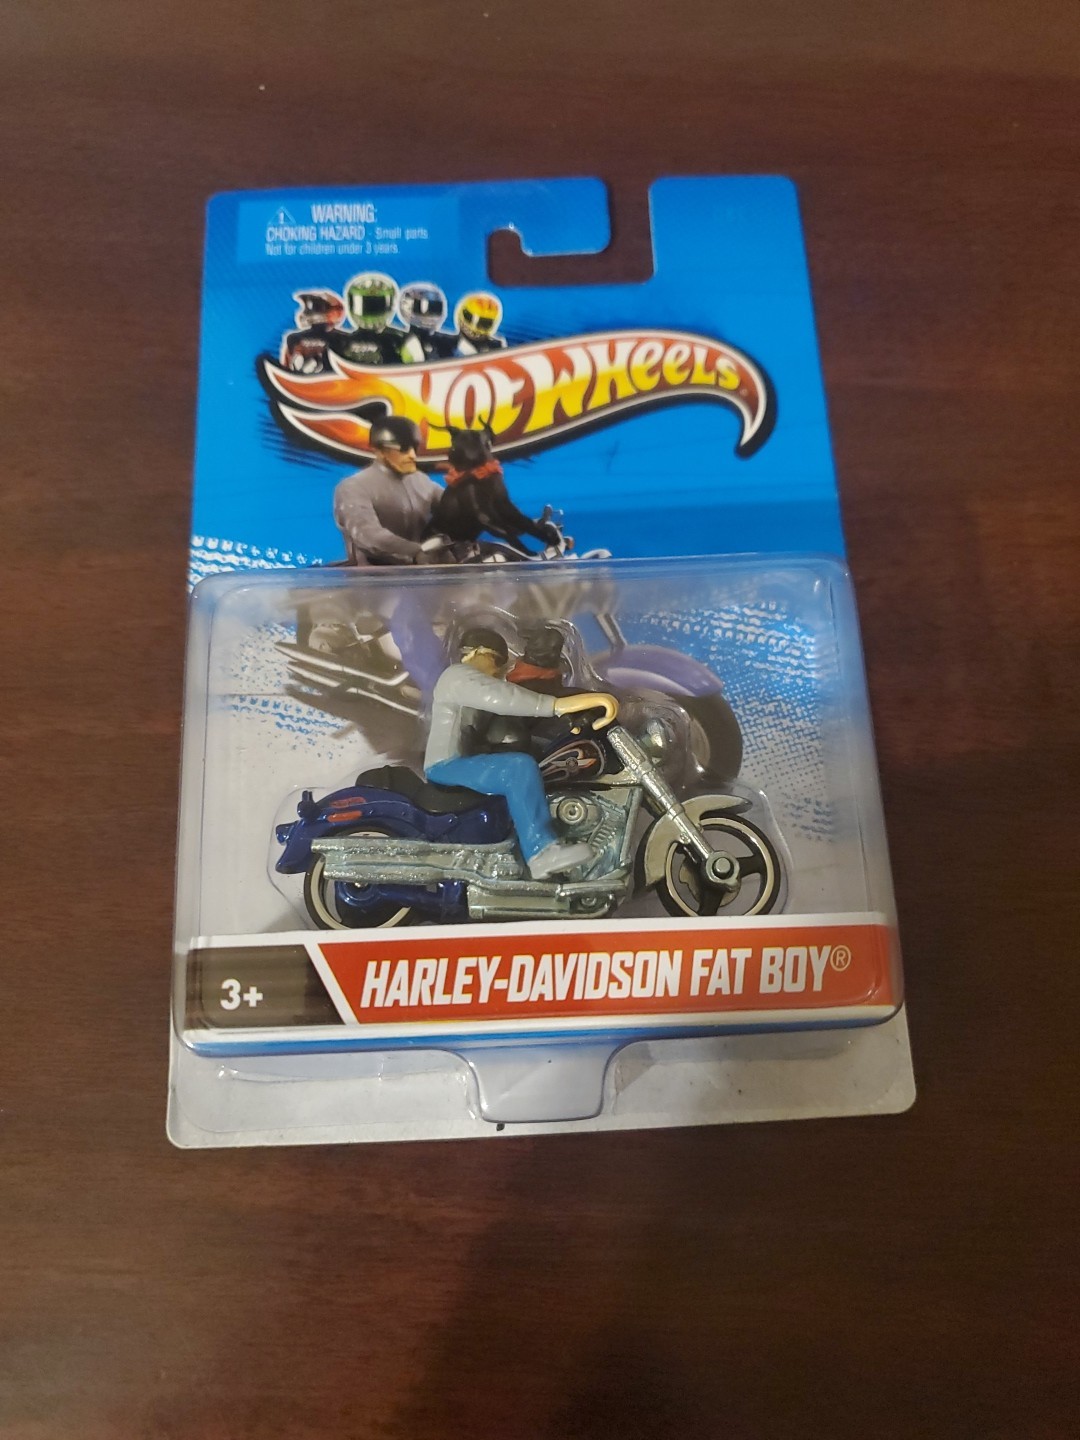 WARNING:
CHOKING HAZARD - Small parts
Not for children under 3 years.
HOT WHEELS
3+
HARLEY-DAVIDSON FAT BOY®